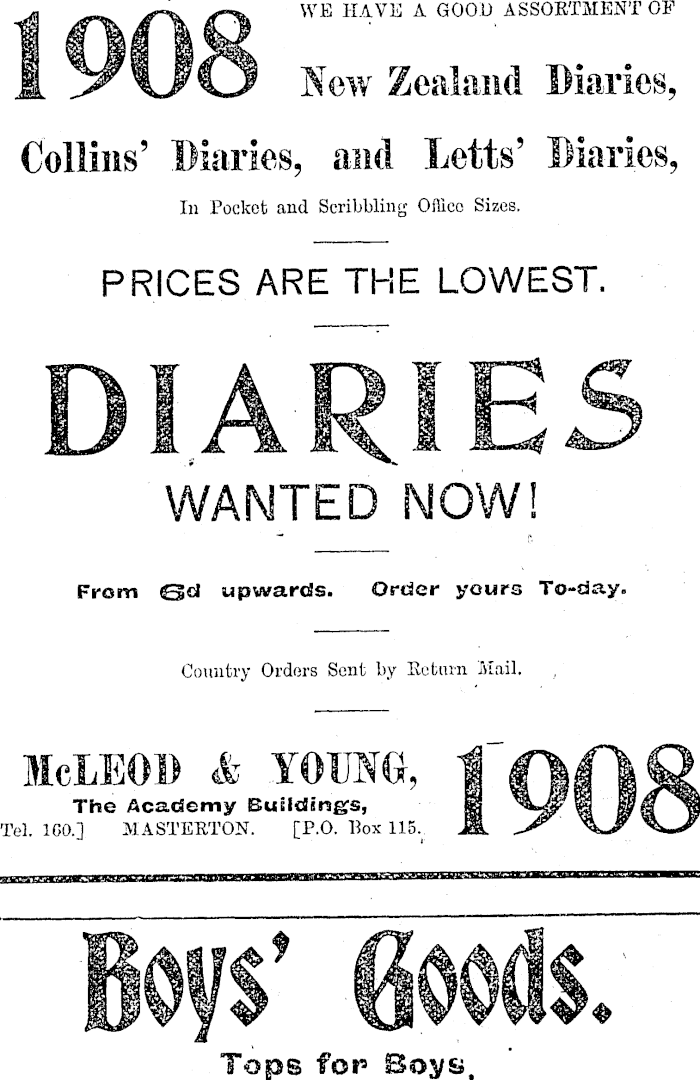 1908 WE HAVE A GOOD ASSORTMENT OF
New Zealand Diaries,
Collins' Diaries, and Letts' Diaries,
In Pocket and Scribbling Office Sizes.
PRICES ARE THE LOWEST.
DIARIES
WANTED NOW!
From 6d upwards. Order yours To-day.
Country Orders Sent by Return Mail.
McLEOD & YOUNG,
The Academy Buildings,
Tel. 160.] MASTERTON. [P.O. Box 115.
1908
Boys' Goods.
Tops for Boys,